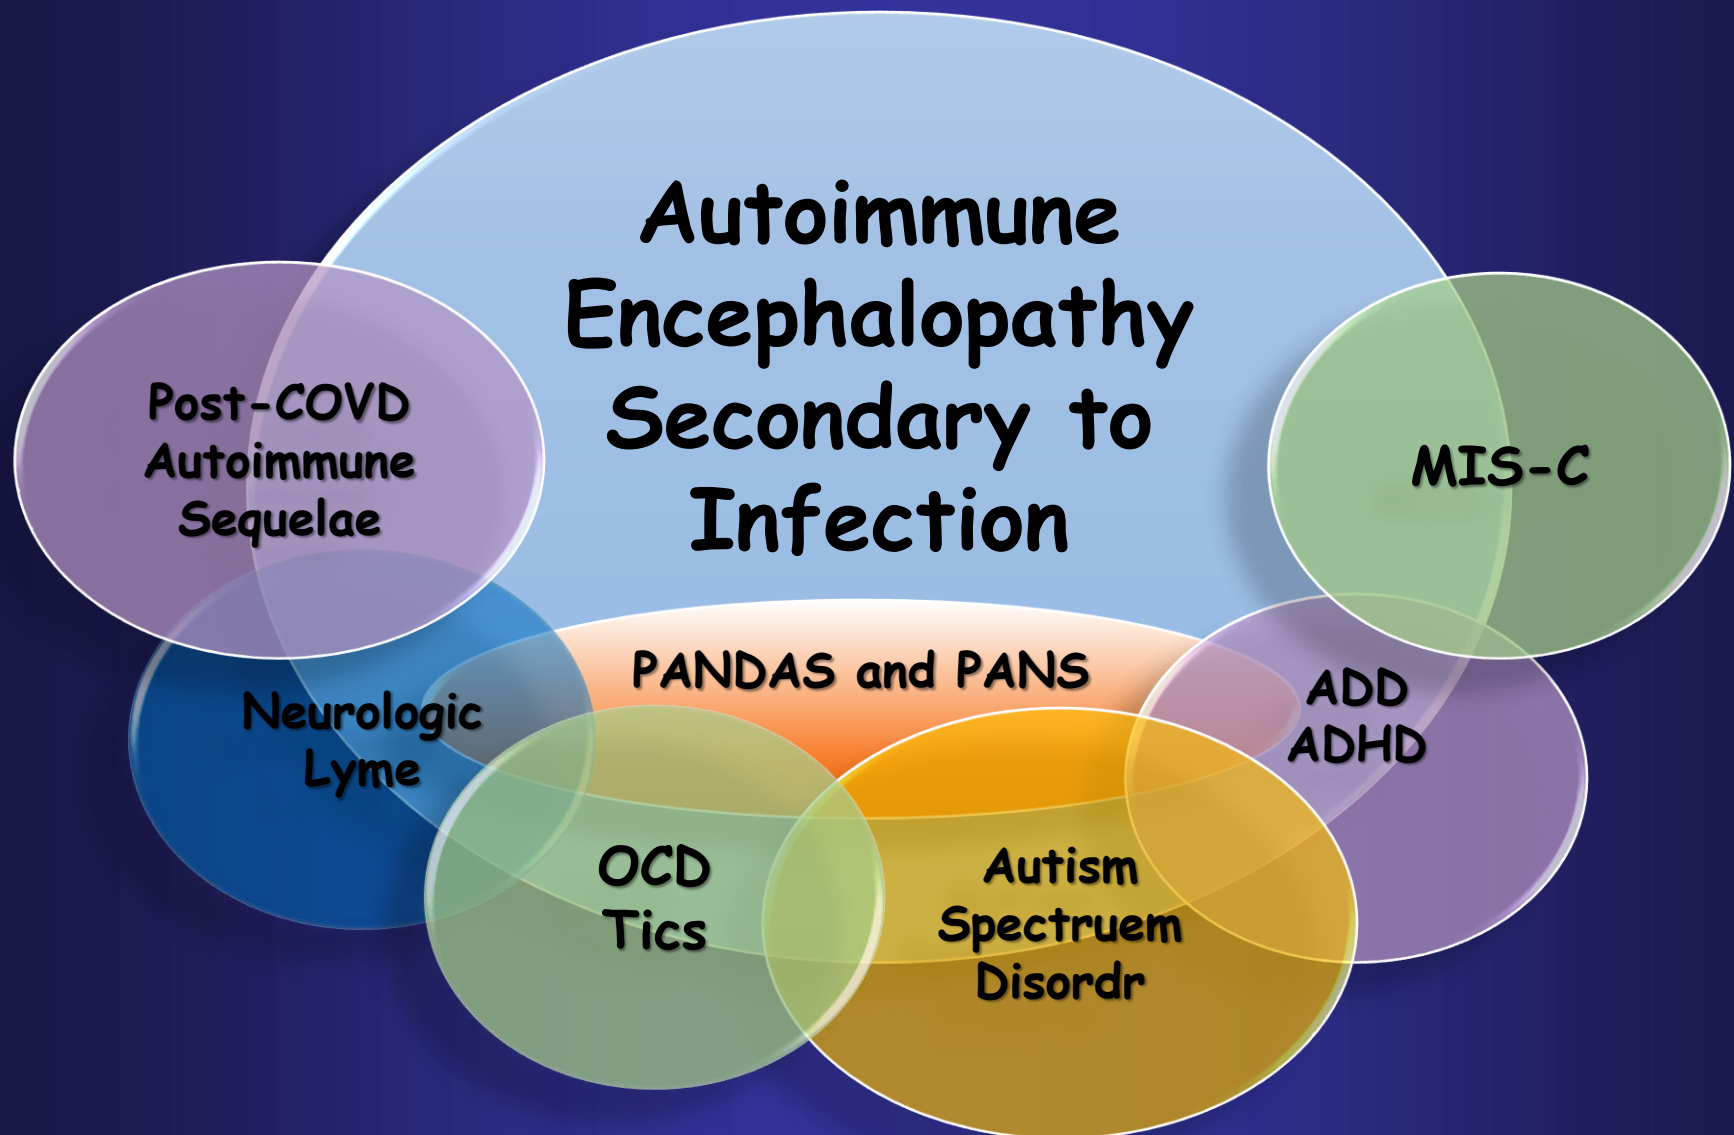 Autoimmune
Encephalopathy
Secondary to
Infection
Post-COVD
Autoimmune
Sequelae
MIS-C
PANDAS and PANS
Neurologic
Lyme
ADD
ADHD
OCD
Tics
Autism
Spectruem
Disordr